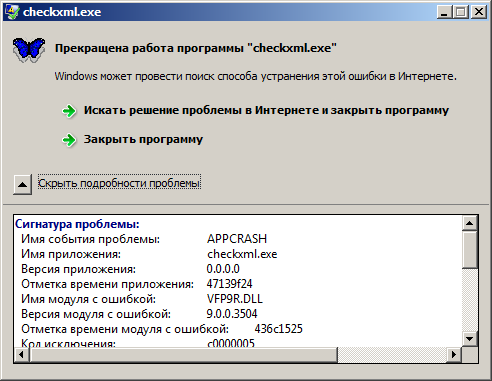 checkxml.exe
Прекращена работа программы "checkxml.exe"
Windows может провести поиск способа устранения этой ошибки в Интернете.
Искать решение проблемы в Интернете и закрыть программу
Закрыть программу
Скрыть подробности проблемы
Сигнатура проблемы:
Имя события проблемы: APPCRASH
Имя приложения: checkxml.exe
Версия приложения: 0.0.0.0
Отметка времени приложения: 47139f24
Имя модуля с ошибкой: VFP9R.DLL
Версия модуля с ошибкой: 9.0.0.3504
Отметка времени модуля с ошибкой: 436c1525
Код исключения: c0000005